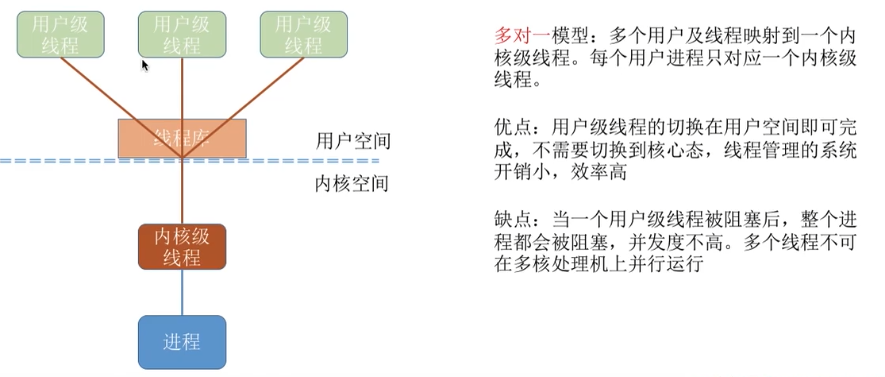 用户级
线程
用户级
线程
用户级
线程
线程库
用户空间
内核空间
内核级
线程
进程
多对一模型：多个用户及线程映射到一个内
核级线程。每个用户进程只对应一个内核级
线程。
优点：用户级线程的切换在用户空间即可完
成，不需要切换到核心态，线程管理的系统
开销小，效率高
缺点：当一个用户级线程被阻塞后，整个进
程都会被阻塞，并发度不高。多个线程不可
在多核处理机上并行运行